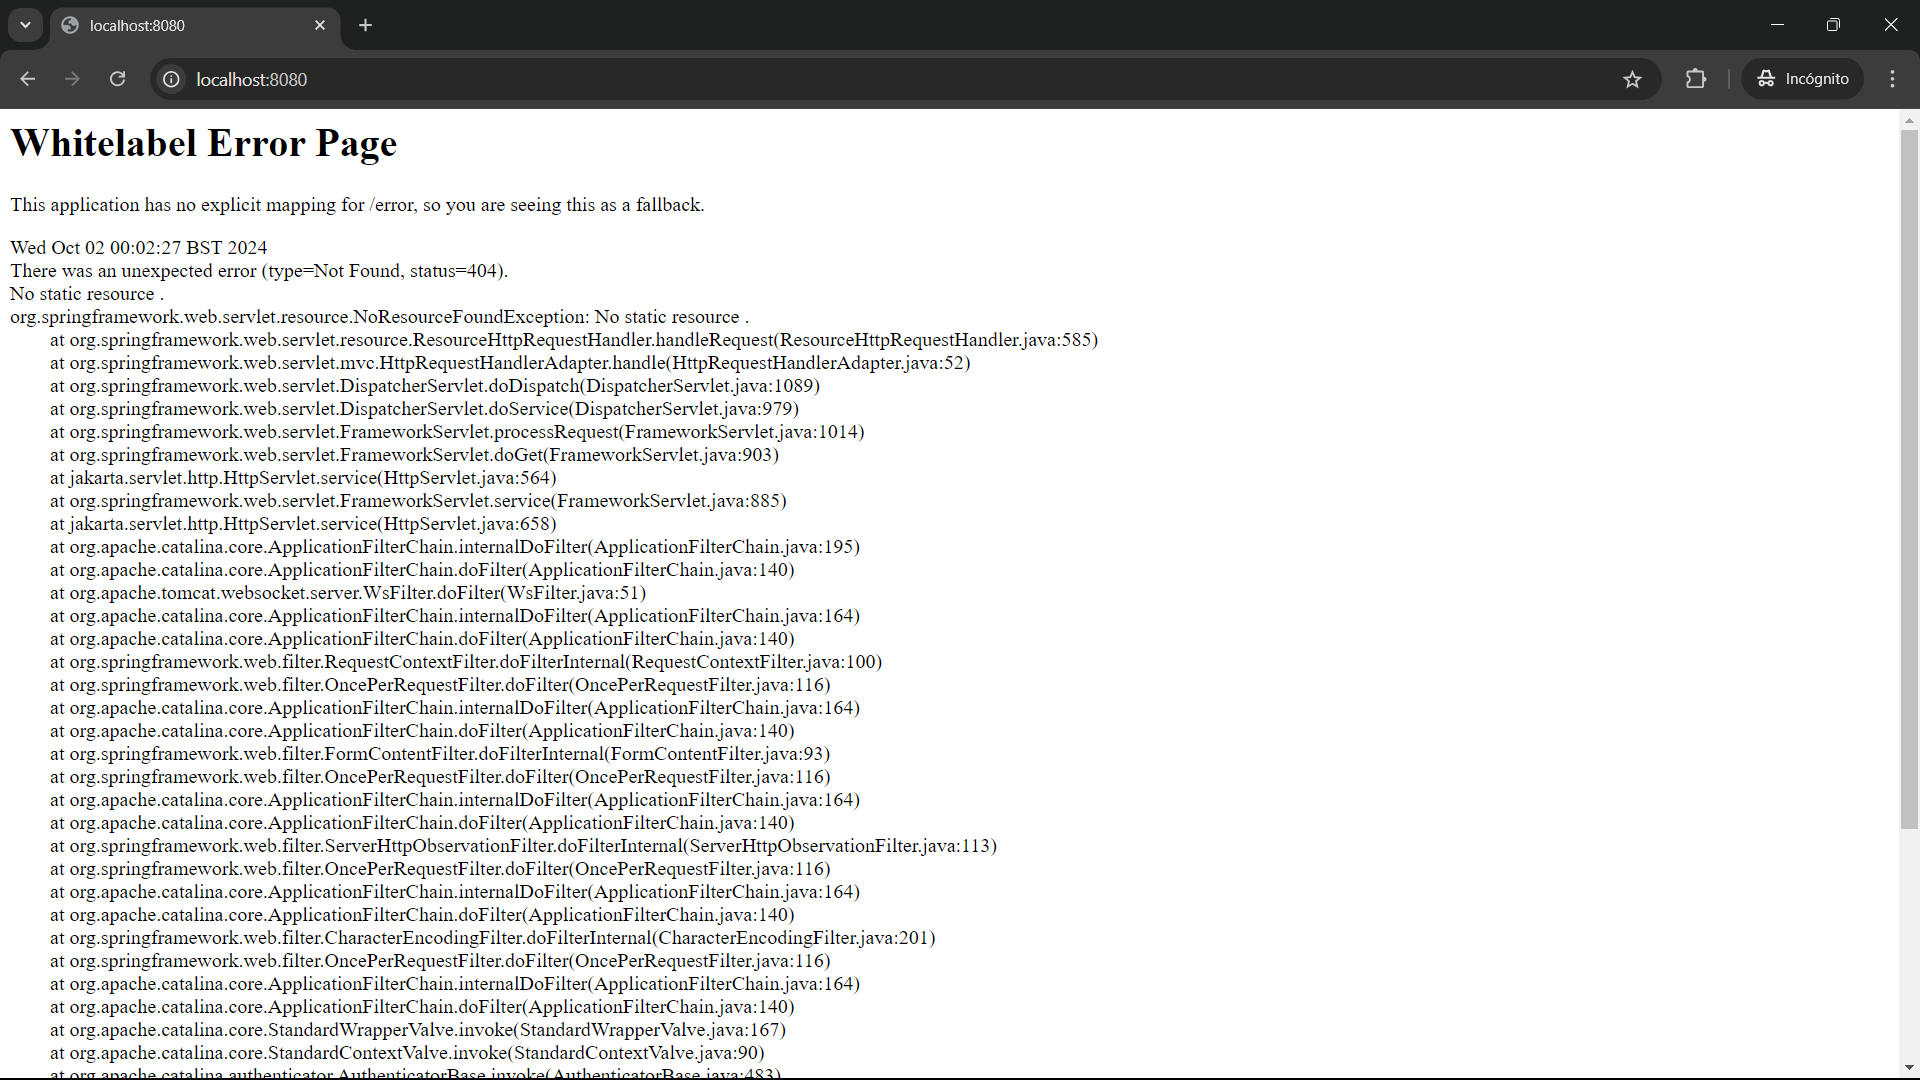 localhost:8080
localhost:8080
Incógnito
Whitelabel Error Page
This application has no explicit mapping for /error, so you are seeing this as a fallback.
Wed Oct 02 00:02:27 BST 2024
There was an unexpected error (type=Not Found, status=404).
No static resource .
org.springframework.web.servlet.resource.NoResourceFoundException: No static resource .
at org.springframework.web.servlet.resource.ResourceHttpRequestHandler.handleRequest(ResourceHttpRequestHandler.java:585)
at org.springframework.web.servlet.mvc.HttpRequestHandlerAdapter.handle(HttpRequestHandlerAdapter.java:52)
at org.springframework.web.servlet.DispatcherServlet.doDispatch(DispatcherServlet.java:1089)
at org.springframework.web.servlet.DispatcherServlet.doService(DispatcherServlet.java:979)
at org.springframework.web.servlet.FrameworkServlet.processRequest(FrameworkServlet.java:1014)
at org.springframework.web.servlet.FrameworkServlet.doGet(FrameworkServlet.java:903)
at jakarta.servlet.http.HttpServlet.service(HttpServlet.java:564)
at org.springframework.web.servlet.FrameworkServlet.service(FrameworkServlet.java:885)
at jakarta.servlet.http.HttpServlet.service(HttpServlet.java:658)
at org.apache.catalina.core.ApplicationFilterChain.internalDoFilter(ApplicationFilterChain.java:195)
at org.apache.catalina.core.ApplicationFilterChain.doFilter(ApplicationFilterChain.java:140)
at org.apache.tomcat.websocket.server.WsFilter.doFilter(WsFilter.java:51)
at org.apache.catalina.core.ApplicationFilterChain.internalDoFilter(ApplicationFilterChain.java:164)
at org.apache.catalina.core.ApplicationFilterChain.doFilter(ApplicationFilterChain.java:140)
at org.springframework.web.filter.RequestContextFilter.doFilterInternal(RequestContextFilter.java:100)
at org.springframework.web.filter.OncePerRequestFilter.doFilter(OncePerRequestFilter.java:116)
at org.apache.catalina.core.ApplicationFilterChain.internalDoFilter(ApplicationFilterChain.java:164)
at org.apache.catalina.core.ApplicationFilterChain.doFilter(ApplicationFilterChain.java:140)
at org.springframework.web.filter.FormContentFilter.doFilterInternal(FormContentFilter.java:93)
at org.springframework.web.filter.OncePerRequestFilter.doFilter(OncePerRequestFilter.java:116)
at org.apache.catalina.core.ApplicationFilterChain.internalDoFilter(ApplicationFilterChain.java:164)
at org.apache.catalina.core.ApplicationFilterChain.doFilter(ApplicationFilterChain.java:140)
at org.springframework.web.filter.ServerHttpObservationFilter.doFilterInternal(ServerHttpObservationFilter.java:113)
at org.springframework.web.filter.OncePerRequestFilter.doFilter(OncePerRequestFilter.java:116)
at org.apache.catalina.core.ApplicationFilterChain.internalDoFilter(ApplicationFilterChain.java:164)
at org.apache.catalina.core.ApplicationFilterChain.doFilter(ApplicationFilterChain.java:140)
at org.springframework.web.filter.CharacterEncodingFilter.doFilterInternal(CharacterEncodingFilter.java:201)
at org.springframework.web.filter.OncePerRequestFilter.doFilter(OncePerRequestFilter.java:116)
at org.apache.catalina.core.ApplicationFilterChain.internalDoFilter(ApplicationFilterChain.java:164)
at org.apache.catalina.core.ApplicationFilterChain.doFilter(ApplicationFilterChain.java:140)
at org.apache.catalina.core.StandardWrapperValve.invoke(StandardWrapperValve.java:167)
at org.apache.catalina.core.StandardContextValve.invoke(StandardContextValve.java:90)
at org.apache.catalina.authenticator.AuthenticatorBase.invoke(AuthenticatorBase.java:483)